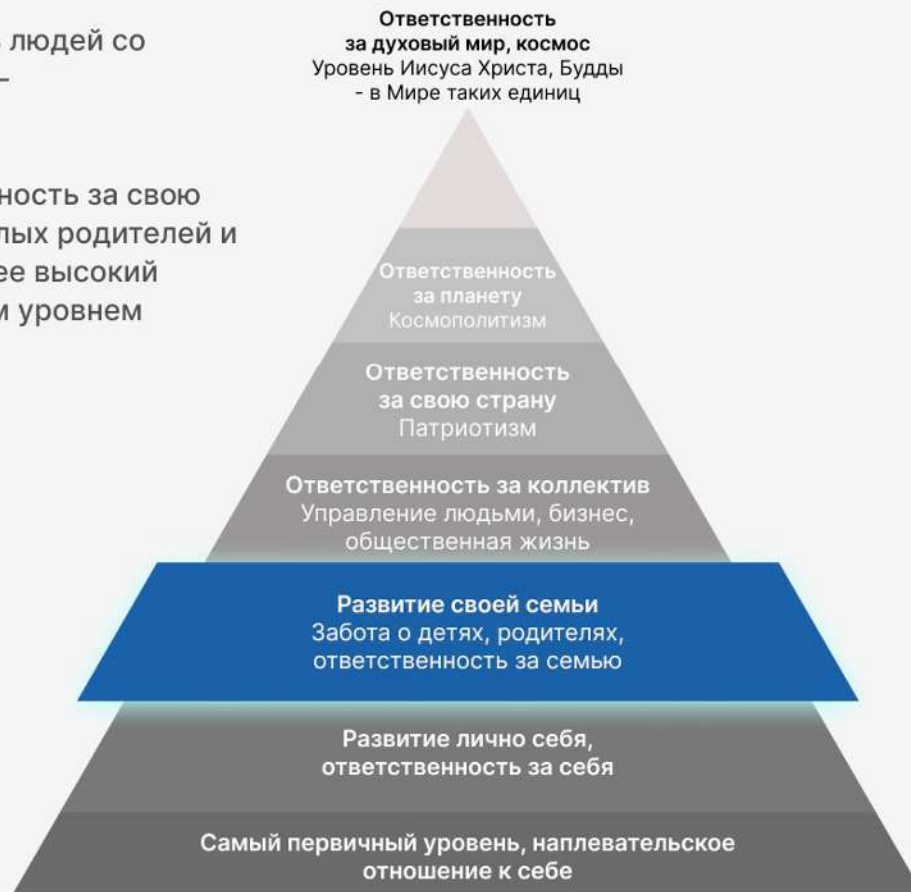 людей со
–
ность за свою
лых родителей и
ее высокий
м уровнем
Ответственность
за духовый мир, космос
Уровень Иисуса Христа, Будды
- в Мире таких единиц
Ответственность
за планету
Космополитизм
Ответственность
за свою страну
Патриотизм
Ответственность за коллектив
Управление людьми, бизнес,
общественная жизнь
Развитие своей семьи
Забота о детях, родителях,
ответственность за семью
Развитие лично себя,
ответственность за себя
Самый первичный уровень, наплевательское
отношение к себе